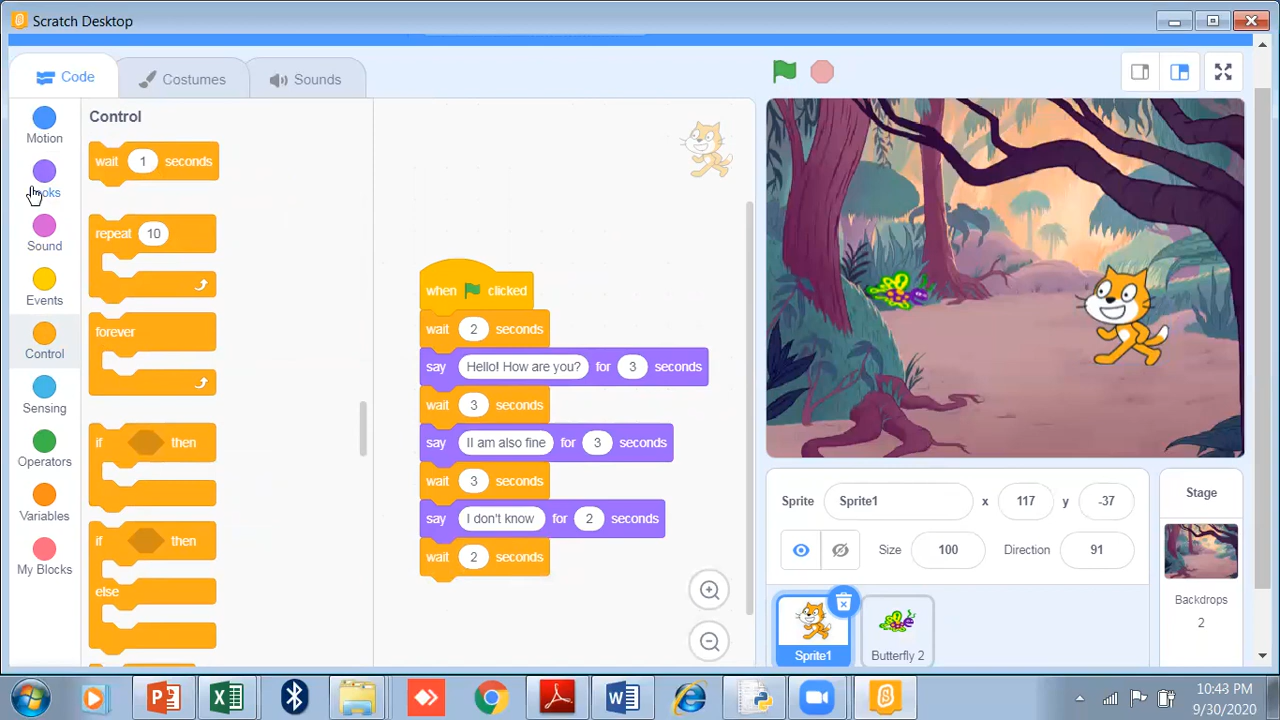 Scratch Desktop
Code
Costumes
Sounds
Motion
Looks
Sound
Events
Control
Sensing
Operators
Variables
My Blocks
Control
wait 1 seconds
repeat 10
forever
if then
if then
else
when clicked
wait 2 seconds
say Hello! How are you? for 3 seconds
wait 3 seconds
say II am also fine for 3 seconds
wait 3 seconds
say I don't know for 2 seconds
wait 2 seconds
Sprite Sprite1 x 117 y -37
Size 100 Direction 91
Sprite1
Butterfly 2
Stage
Backdrops
2
10:43 PM
9/30/2020